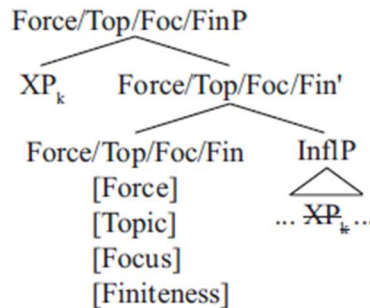 Force/Top/Foc/FinP
XPₖ Force/Top/Foc/Fin'
Force/Top/Foc/Fin InflP
[Force]
[Topic] ... XPₖ ...
[Focus]
[Finiteness]